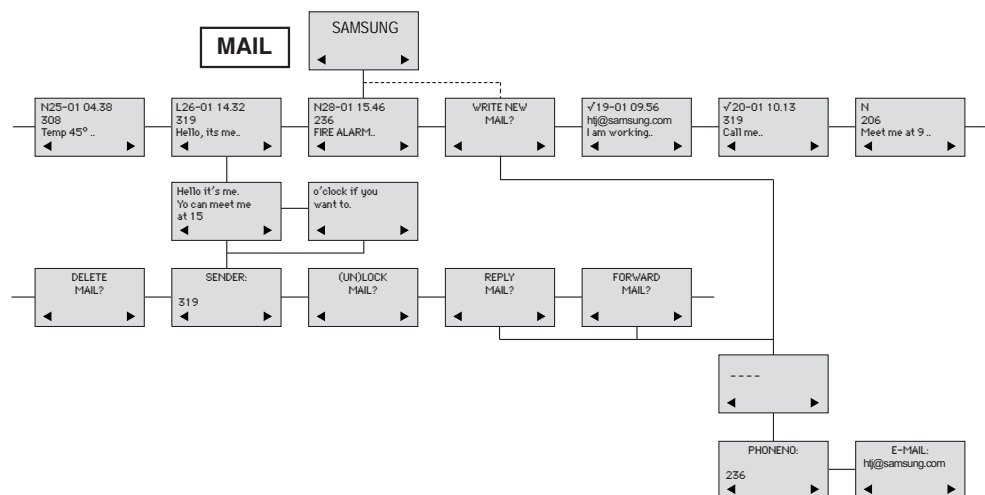 MAIL
SAMSUNG
N25-01 04.38
308
Temp 45° ..
L26-01 14.32
319
Hello, its me..
N28-01 15.46
236
FIRE ALARM..
WRITE NEW
MAIL?
√19-01 09.56
htj@samsung.com
I am working..
√20-01 10.13
319
Call me..
N
206
Meet me at 9 ..
Hello it's me.
Yo can meet me
at 15
o'clock if you
want to.
DELETE
MAIL?
SENDER:
319
(UN)LOCK
MAIL?
REPLY
MAIL?
FORWARD
MAIL?
----
PHONENO:
236
E-MAIL:
htj@samsung.com